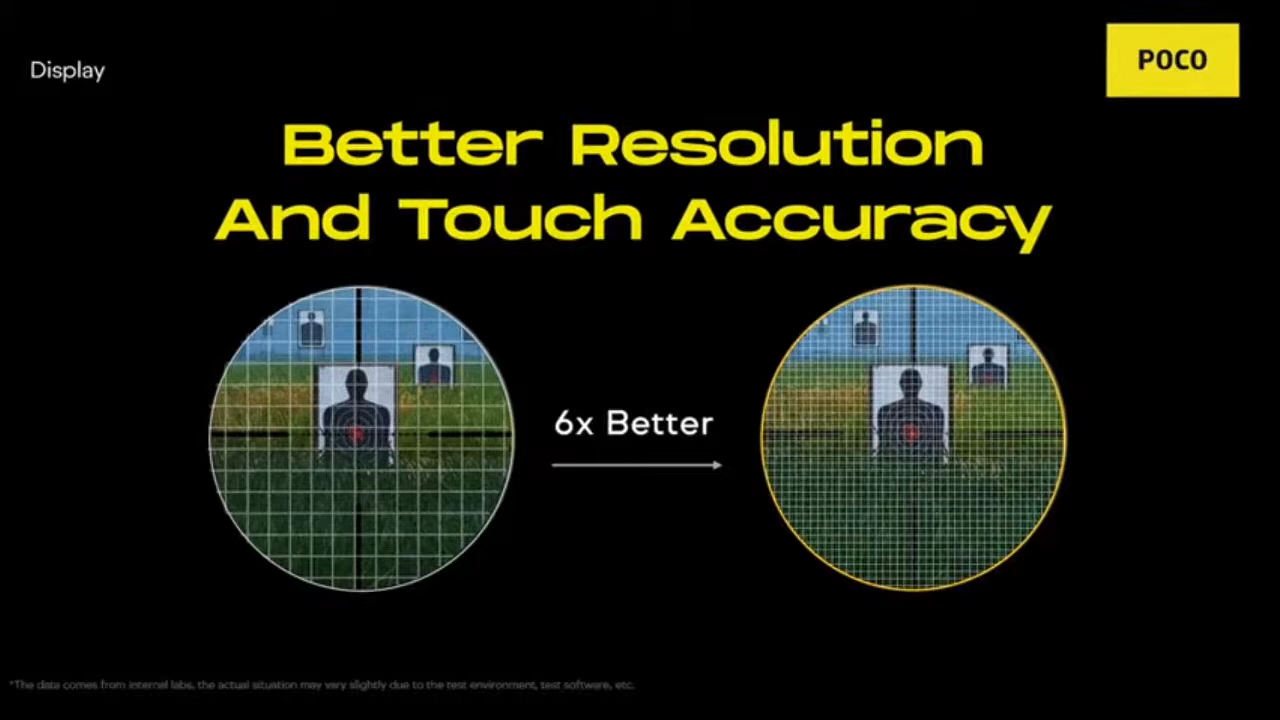 Display
POCO
Better Resolution
And Touch Accuracy
6x Better
*The data comes from internal labs, the actual situation may vary slightly due to the test environment, test software, etc.